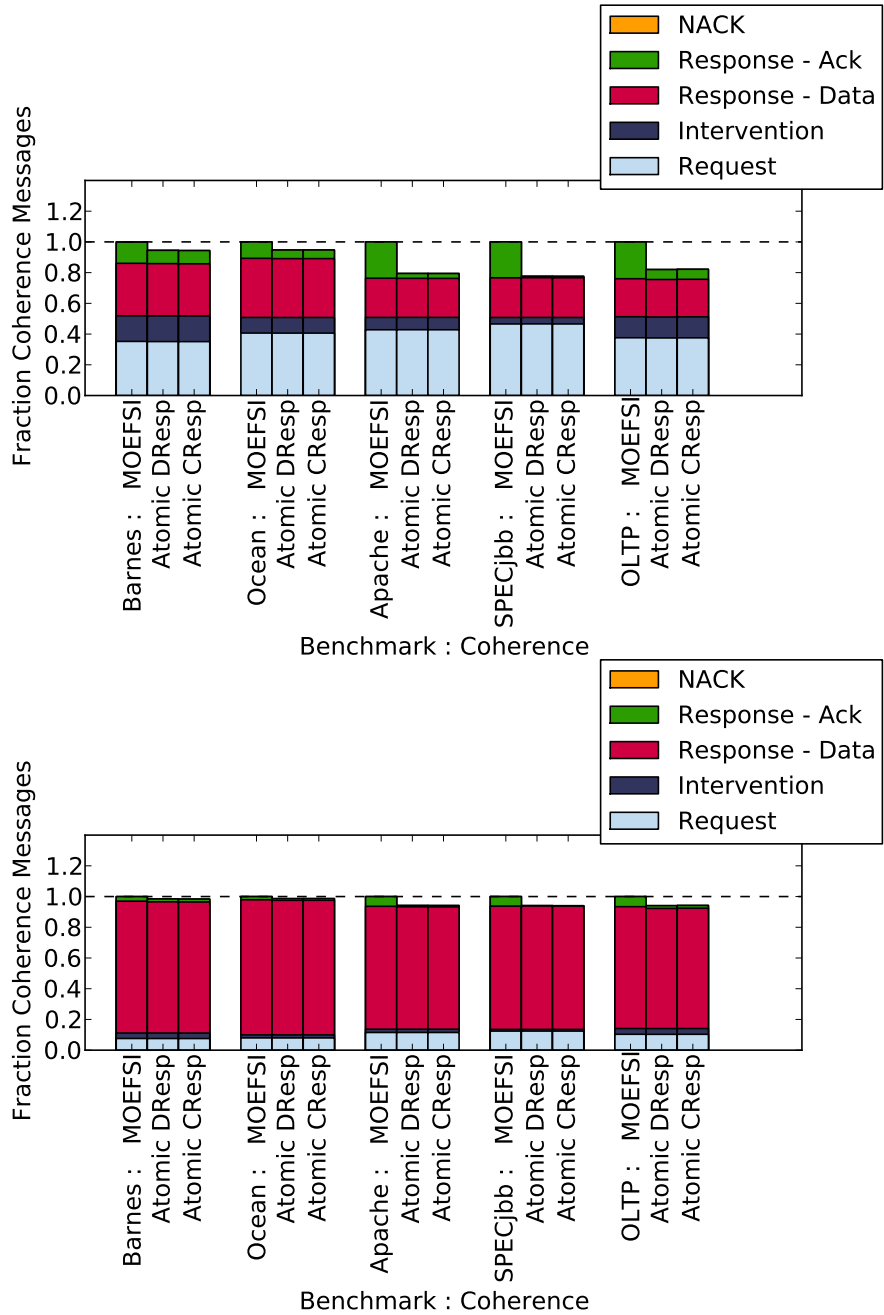 NACK
Response - Ack
Response - Data
Intervention
Request
Fraction Coherence Messages
1.2
1.0
0.8
0.6
0.4
0.2
0.0
Barnes : MOEFSI
Atomic DResp
Atomic CResp
Ocean : MOEFSI
Atomic DResp
Atomic CResp
Apache : MOEFSI
Atomic DResp
Atomic CResp
SPECjbb : MOEFSI
Atomic DResp
Atomic CResp
OLTP : MOEFSI
Atomic DResp
Atomic CResp
Benchmark : Coherence
NACK
Response - Ack
Response - Data
Intervention
Request
Fraction Coherence Messages
1.2
1.0
0.8
0.6
0.4
0.2
0.0
Barnes : MOEFSI
Atomic DResp
Atomic CResp
Ocean : MOEFSI
Atomic DResp
Atomic CResp
Apache : MOEFSI
Atomic DResp
Atomic CResp
SPECjbb : MOEFSI
Atomic DResp
Atomic CResp
OLTP : MOEFSI
Atomic DResp
Atomic CResp
Benchmark : Coherence